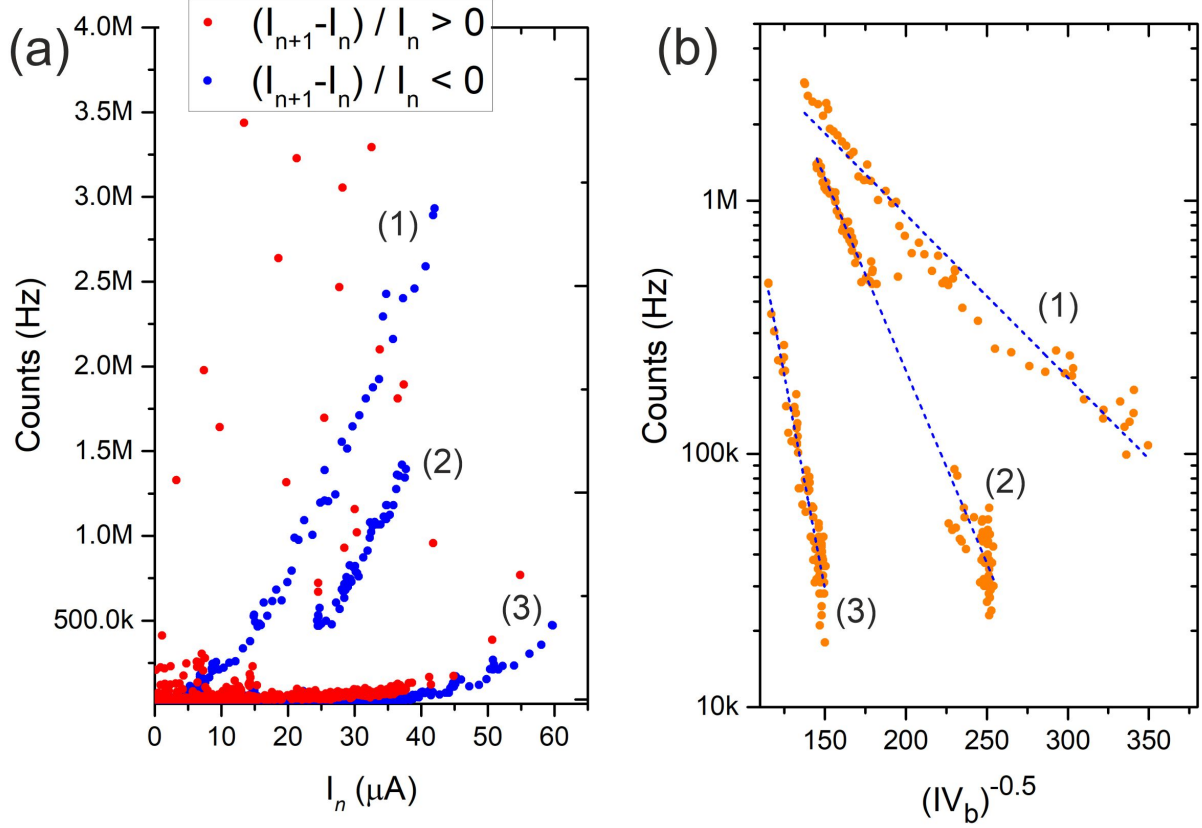 (a)
(I_{n+1}-I_n) / I_n > 0
(I_{n+1}-I_n) / I_n < 0
4.0M
3.5M
3.0M
2.5M
2.0M
1.5M
1.0M
500.0k
Counts (Hz)
(1)
(2)
(3)
0 10 20 30 40 50 60
I_n (μA)
(b)
1M
100k
10k
Counts (Hz)
(1)
(2)
(3)
150 200 250 300 350
(IV_b)^{-0.5}